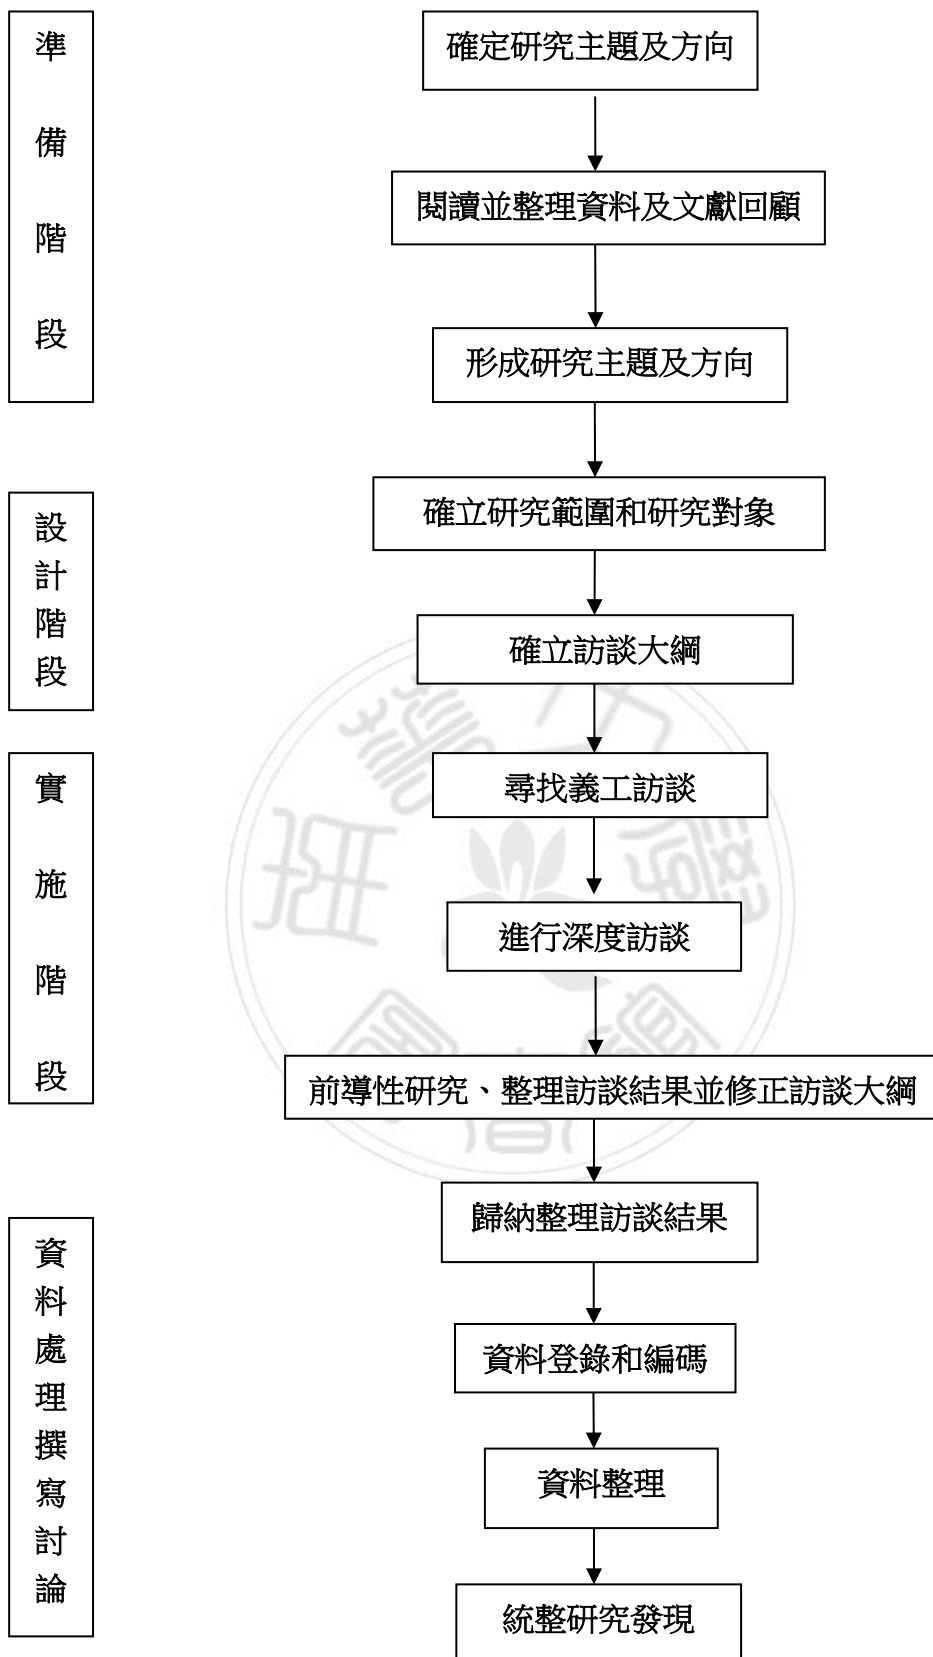 準備階段
確定研究主題及方向
閱讀並整理資料及文獻回顧
形成研究主題及方向
設計階段
確立研究範圍和研究對象
確立訪談大綱
實施階段
尋找義工訪談
進行深度訪談
前導性研究、整理訪談結果並修正訪談大綱
資料處理撰寫討論
歸納整理訪談結果
資料登錄和編碼
資料整理
統整研究發現